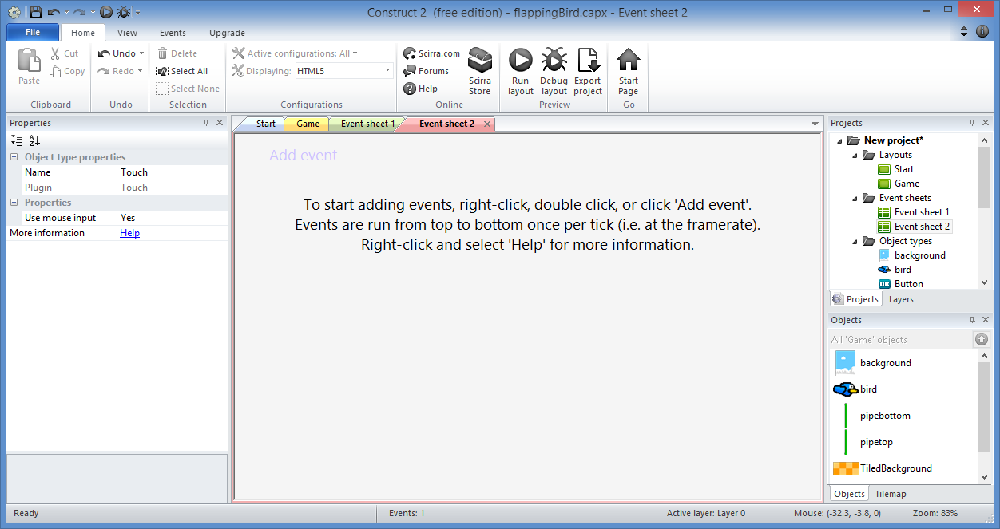 Construct 2 (free edition) - flappingBird.capx - Event sheet 2
File Home View Events Upgrade
Paste
Cut
Copy
Clipboard
Undo
Redo
Undo
Delete
Select All
Select None
Selection
Active configurations: All
Displaying: HTML5
Configurations
Scirra.com
Forums
Help
Scirra
Store
Online
Run
layout
Debug
layout
Export
project
Preview
Start
Page
Go
Properties
A
Z
Object type properties
Name Touch
Plugin Touch
Properties
Use mouse input Yes
More information Help
Start Game Event sheet 1 Event sheet 2
Add event
To start adding events, right-click, double click, or click 'Add event'.
Events are run from top to bottom once per tick (i.e. at the framerate).
Right-click and select 'Help' for more information.
Projects
New project*
Layouts
Start
Game
Event sheets
Event sheet 1
Event sheet 2
Object types
background
bird
OK Button
Projects Layers
Objects
All 'Game' objects
background
bird
pipebottom
pipetop
TiledBackground
Objects Tilemap
Ready Events: 1 Active layer: Layer 0 Mouse: (-32.3, -3.8, 0) Zoom: 83%